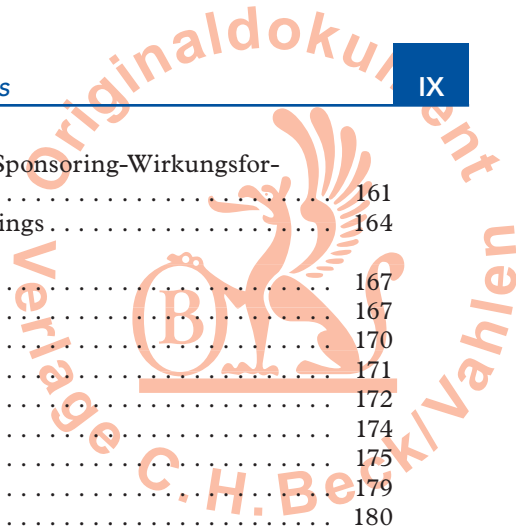 s IX
Sponsoring-Wirkungsfor-
. . . . . . . . . . . . . . . . . . . . . . 161
ings . . . . . . . . . . . . . . . . . . . . 164
. . . . . . . . . . . . . . . . . . . . . . 167
. . . . . . . . . . . . . . . . . . . . . . 167
. . . . . . . . . . . . . . . . . . . . . . 170
. . . . . . . . . . . . . . . . . . . . . . 171
. . . . . . . . . . . . . . . . . . . . . . 172
. . . . . . . . . . . . . . . . . . . . . . 174
. . . . . . . . . . . . . . . . . . . . . . 175
. . . . . . . . . . . . . . . . . . . . . . 179
. . . . . . . . . . . . . . . . . . . . . . 180
Originaldokument
Verlage C.H.Beck/Vahlen
B